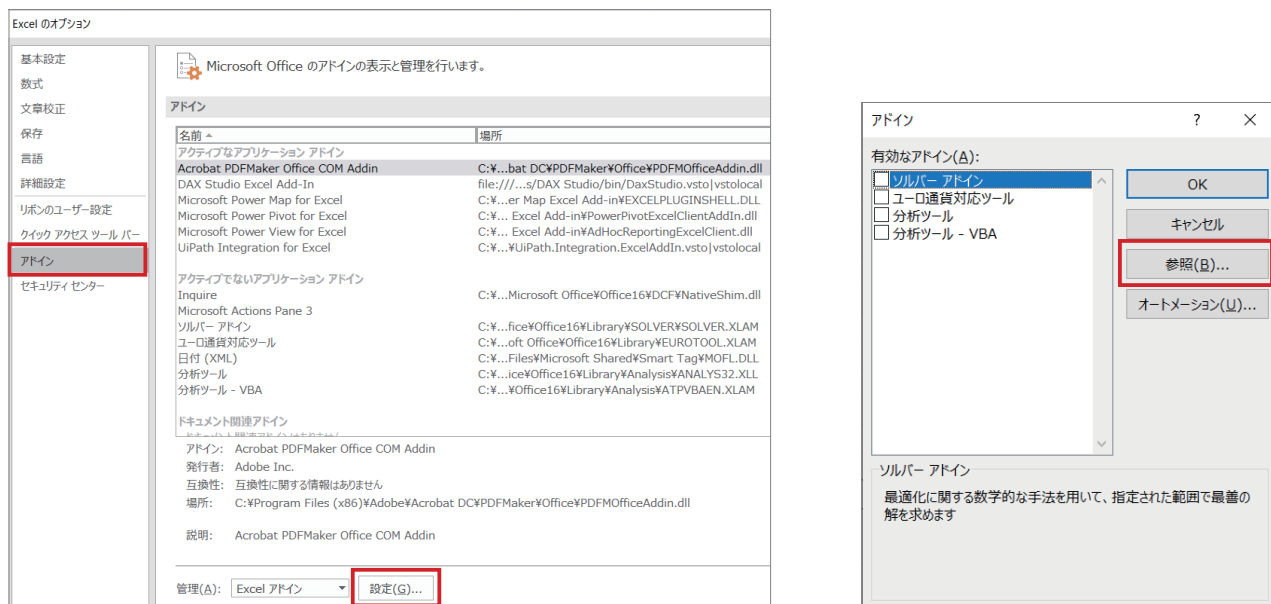 Excel のオプション
基本設定
数式
文章校正
保存
言語
詳細設定
リボンのユーザー設定
クイック アクセス ツール バー
アドイン
セキュリティ センター
Microsoft Office のアドインの表示と管理を行います。
アドイン
名前 場所
アクティブなアプリケーション アドイン
Acrobat PDFMaker Office COM Addin C:¥...bat DC¥PDFMaker¥Office¥PDFMOfficeAddin.dll
DAX Studio Excel Add-In file:///...s/DAX Studio/bin/DaxStudio.vsto|vstolocal
Microsoft Power Map for Excel C:¥...er Map Excel Add-in¥EXCELPLUGINSHELL.DLL
Microsoft Power Pivot for Excel C:¥... Excel Add-in¥PowerPivotExcelClientAddIn.dll
Microsoft Power View for Excel C:¥... Excel Add-in¥AdHocReportingExcelClient.dll
UiPath Integration for Excel C:¥...¥UiPath.Integration.ExcelAddIn.vsto|vstolocal
アクティブでないアプリケーション アドイン
Inquire C:¥...Microsoft Office¥Office16¥DCF¥NativeShim.dll
Microsoft Actions Pane 3
ソルバー アドイン C:¥...fice¥Office16¥Library¥SOLVER¥SOLVER.XLAM
ユーロ通貨対応ツール C:¥...oft Office¥Office16¥Library¥EUROTOOL.XLAM
日付 (XML) C:¥...Files¥Microsoft Shared¥Smart Tag¥MOFL.DLL
分析ツール C:¥...ice¥Office16¥Library¥Analysis¥ANALYS32.XLL
分析ツール - VBA C:¥...¥Office16¥Library¥Analysis¥ATPVBAEN.XLAM
ドキュメント関連アドイン
アドイン: Acrobat PDFMaker Office COM Addin
発行者: Adobe Inc.
互換性: 互換性に関する情報はありません
場所: C:¥Program Files (x86)¥Adobe¥Acrobat DC¥PDFMaker¥Office¥PDFMOfficeAddin.dll
説明: Acrobat PDFMaker Office COM Addin
管理(A): Excel アドイン 設定(G)...
アドイン ? ×
有効なアドイン(A):
ソルバー アドイン
ユーロ通貨対応ツール
分析ツール
分析ツール - VBA
OK
キャンセル
参照(B)...
オートメーション(U)...
ソルバー アドイン
最適化に関する数学的な手法を用いて、指定された範囲で最善の
解を求めます